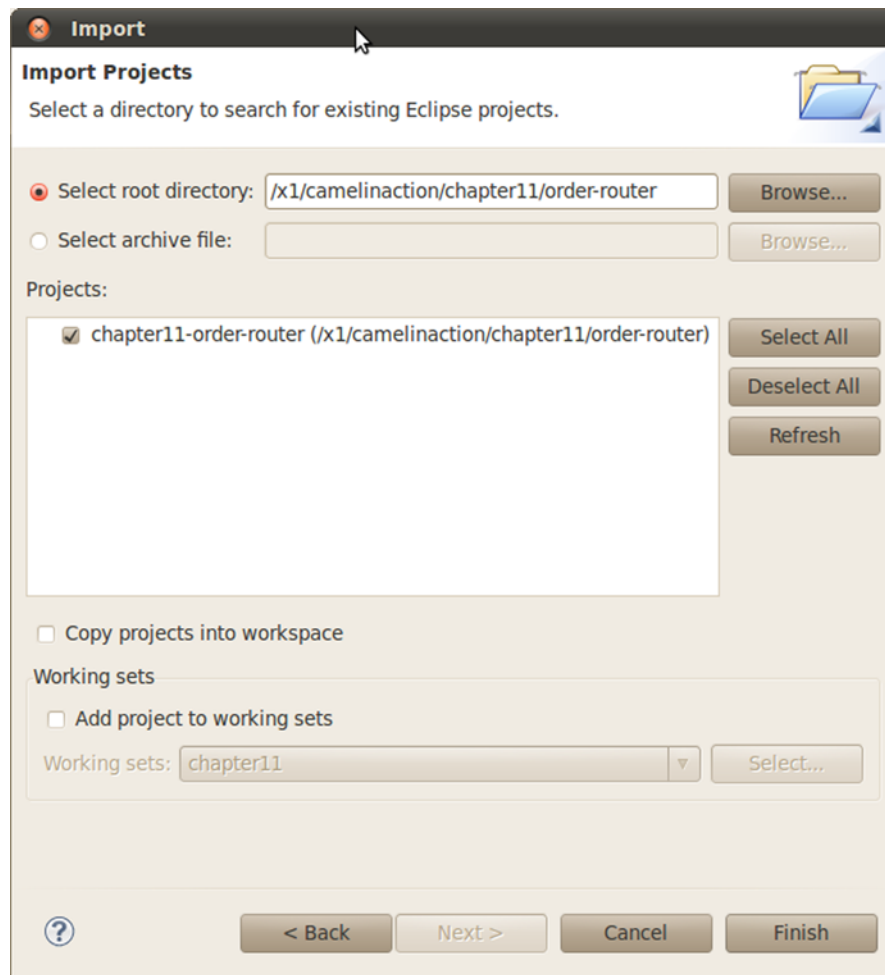 Import
Import Projects
Select a directory to search for existing Eclipse projects.
Select root directory: /x1/camelinaction/chapter11/order-router Browse...
Select archive file: Browse...
Projects:
chapter11-order-router (/x1/camelinaction/chapter11/order-router) Select All
Deselect All
Refresh
Copy projects into workspace
Working sets
Add project to working sets
Working sets: chapter11 Select...
? < Back Next > Cancel Finish